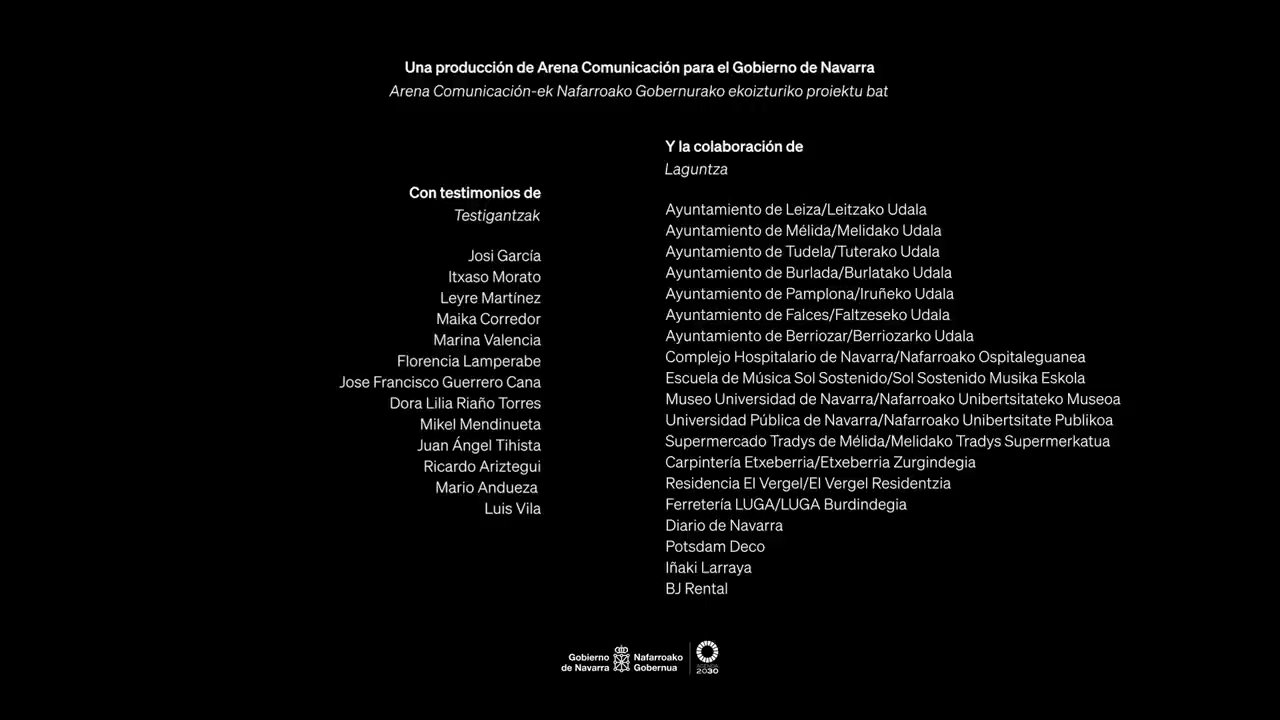 Una producción de Arena Comunicación para el Gobierno de Navarra
Arena Comunicación-ek Nafarroako Gobernurako ekoizturiko proiektu bat
Con testimonios de
Testigantzak
Josi García
Itxaso Morato
Leyre Martínez
Maika Corredor
Marina Valencia
Florencia Lamperabe
Jose Francisco Guerrero Cana
Dora Lilia Riaño Torres
Mikel Mendinueta
Juan Ángel Tihista
Ricardo Ariztegui
Mario Andueza
Luis Vila
Y la colaboración de
Laguntza
Ayuntamiento de Leiza/Leitzako Udala
Ayuntamiento de Mélida/Melidako Udala
Ayuntamiento de Tudela/Tuterako Udala
Ayuntamiento de Burlada/Burlatako Udala
Ayuntamiento de Pamplona/Iruñeko Udala
Ayuntamiento de Falces/Faltzeseko Udala
Ayuntamiento de Berriozar/Berriozarko Udala
Complejo Hospitalario de Navarra/Nafarroako Ospitaleguanea
Escuela de Música Sol Sostenido/Sol Sostenido Musika Eskola
Museo Universidad de Navarra/Nafarroako Unibertsitateko Museoa
Universidad Pública de Navarra/Nafarroako Unibertsitate Publikoa
Supermercado Tradys de Mélida/Melidako Tradys Supermerkatua
Carpintería Etxeberria/Etxeberria Zurgindegia
Residencia El Vergel/El Vergel Residentzia
Ferretería LUGA/LUGA Burdindegia
Diario de Navarra
Potsdam Deco
Iñaki Larraya
BJ Rental
Gobierno de Navarra
Nafarroako Gobernua
AGENDA
2030